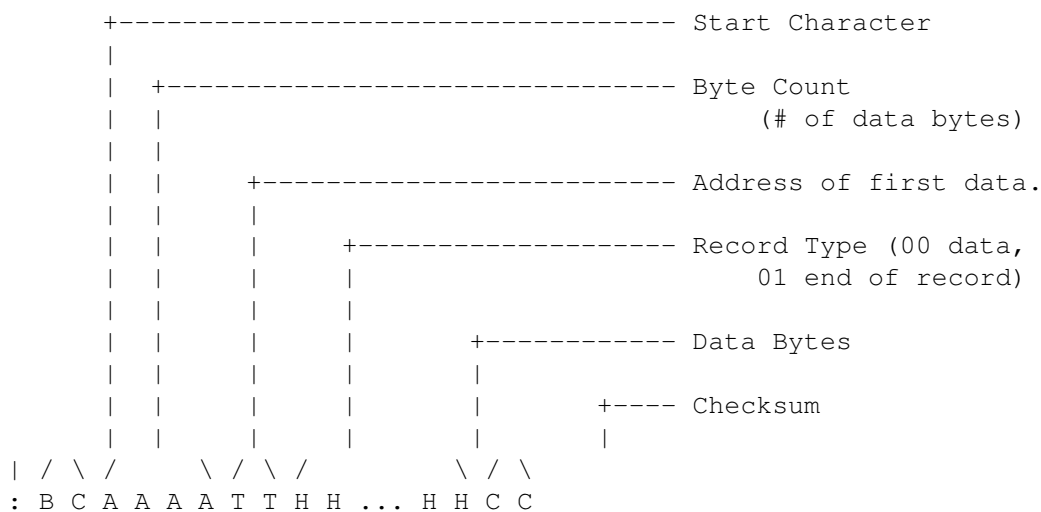 Start Character
Byte Count
(# of data bytes)
Address of first data.
Record Type (00 data,
01 end of record)
Data Bytes
Checksum
: B C A A A A T T H H ... H H C C